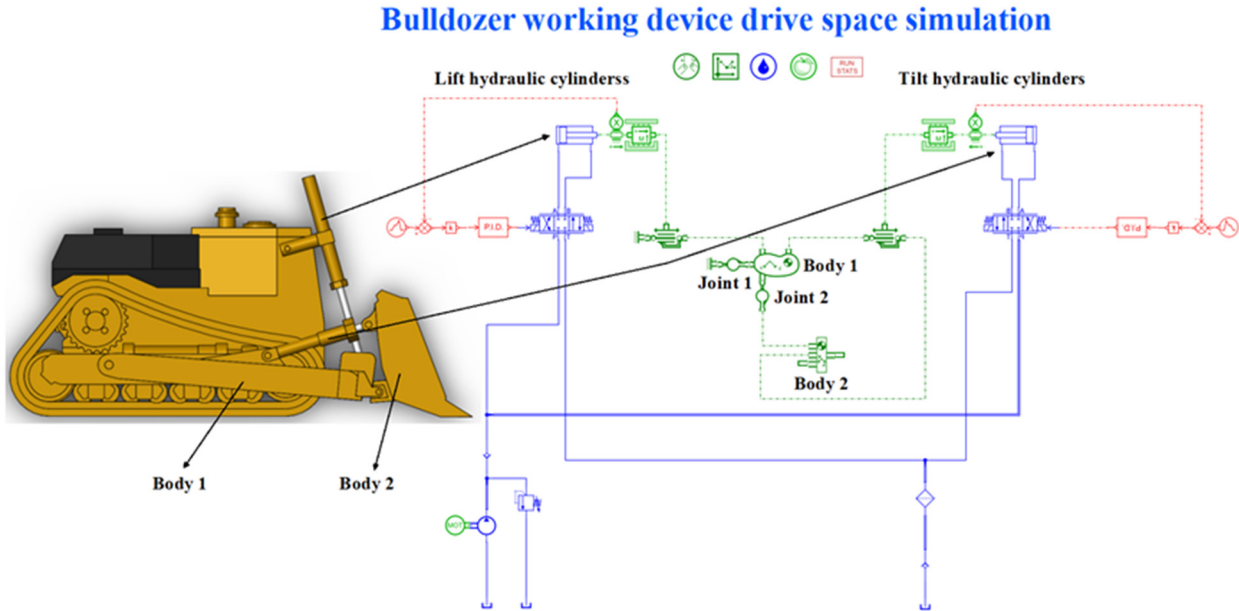 Bulldozer working device drive space simulation
RUN
STATS
Lift hydraulic cylinderss
Tilt hydraulic cylinders
X
X
P.I.D.
P.I.D.
Body 1
Joint 1
Joint 2
Body 2
Body 1
Body 2
MOT